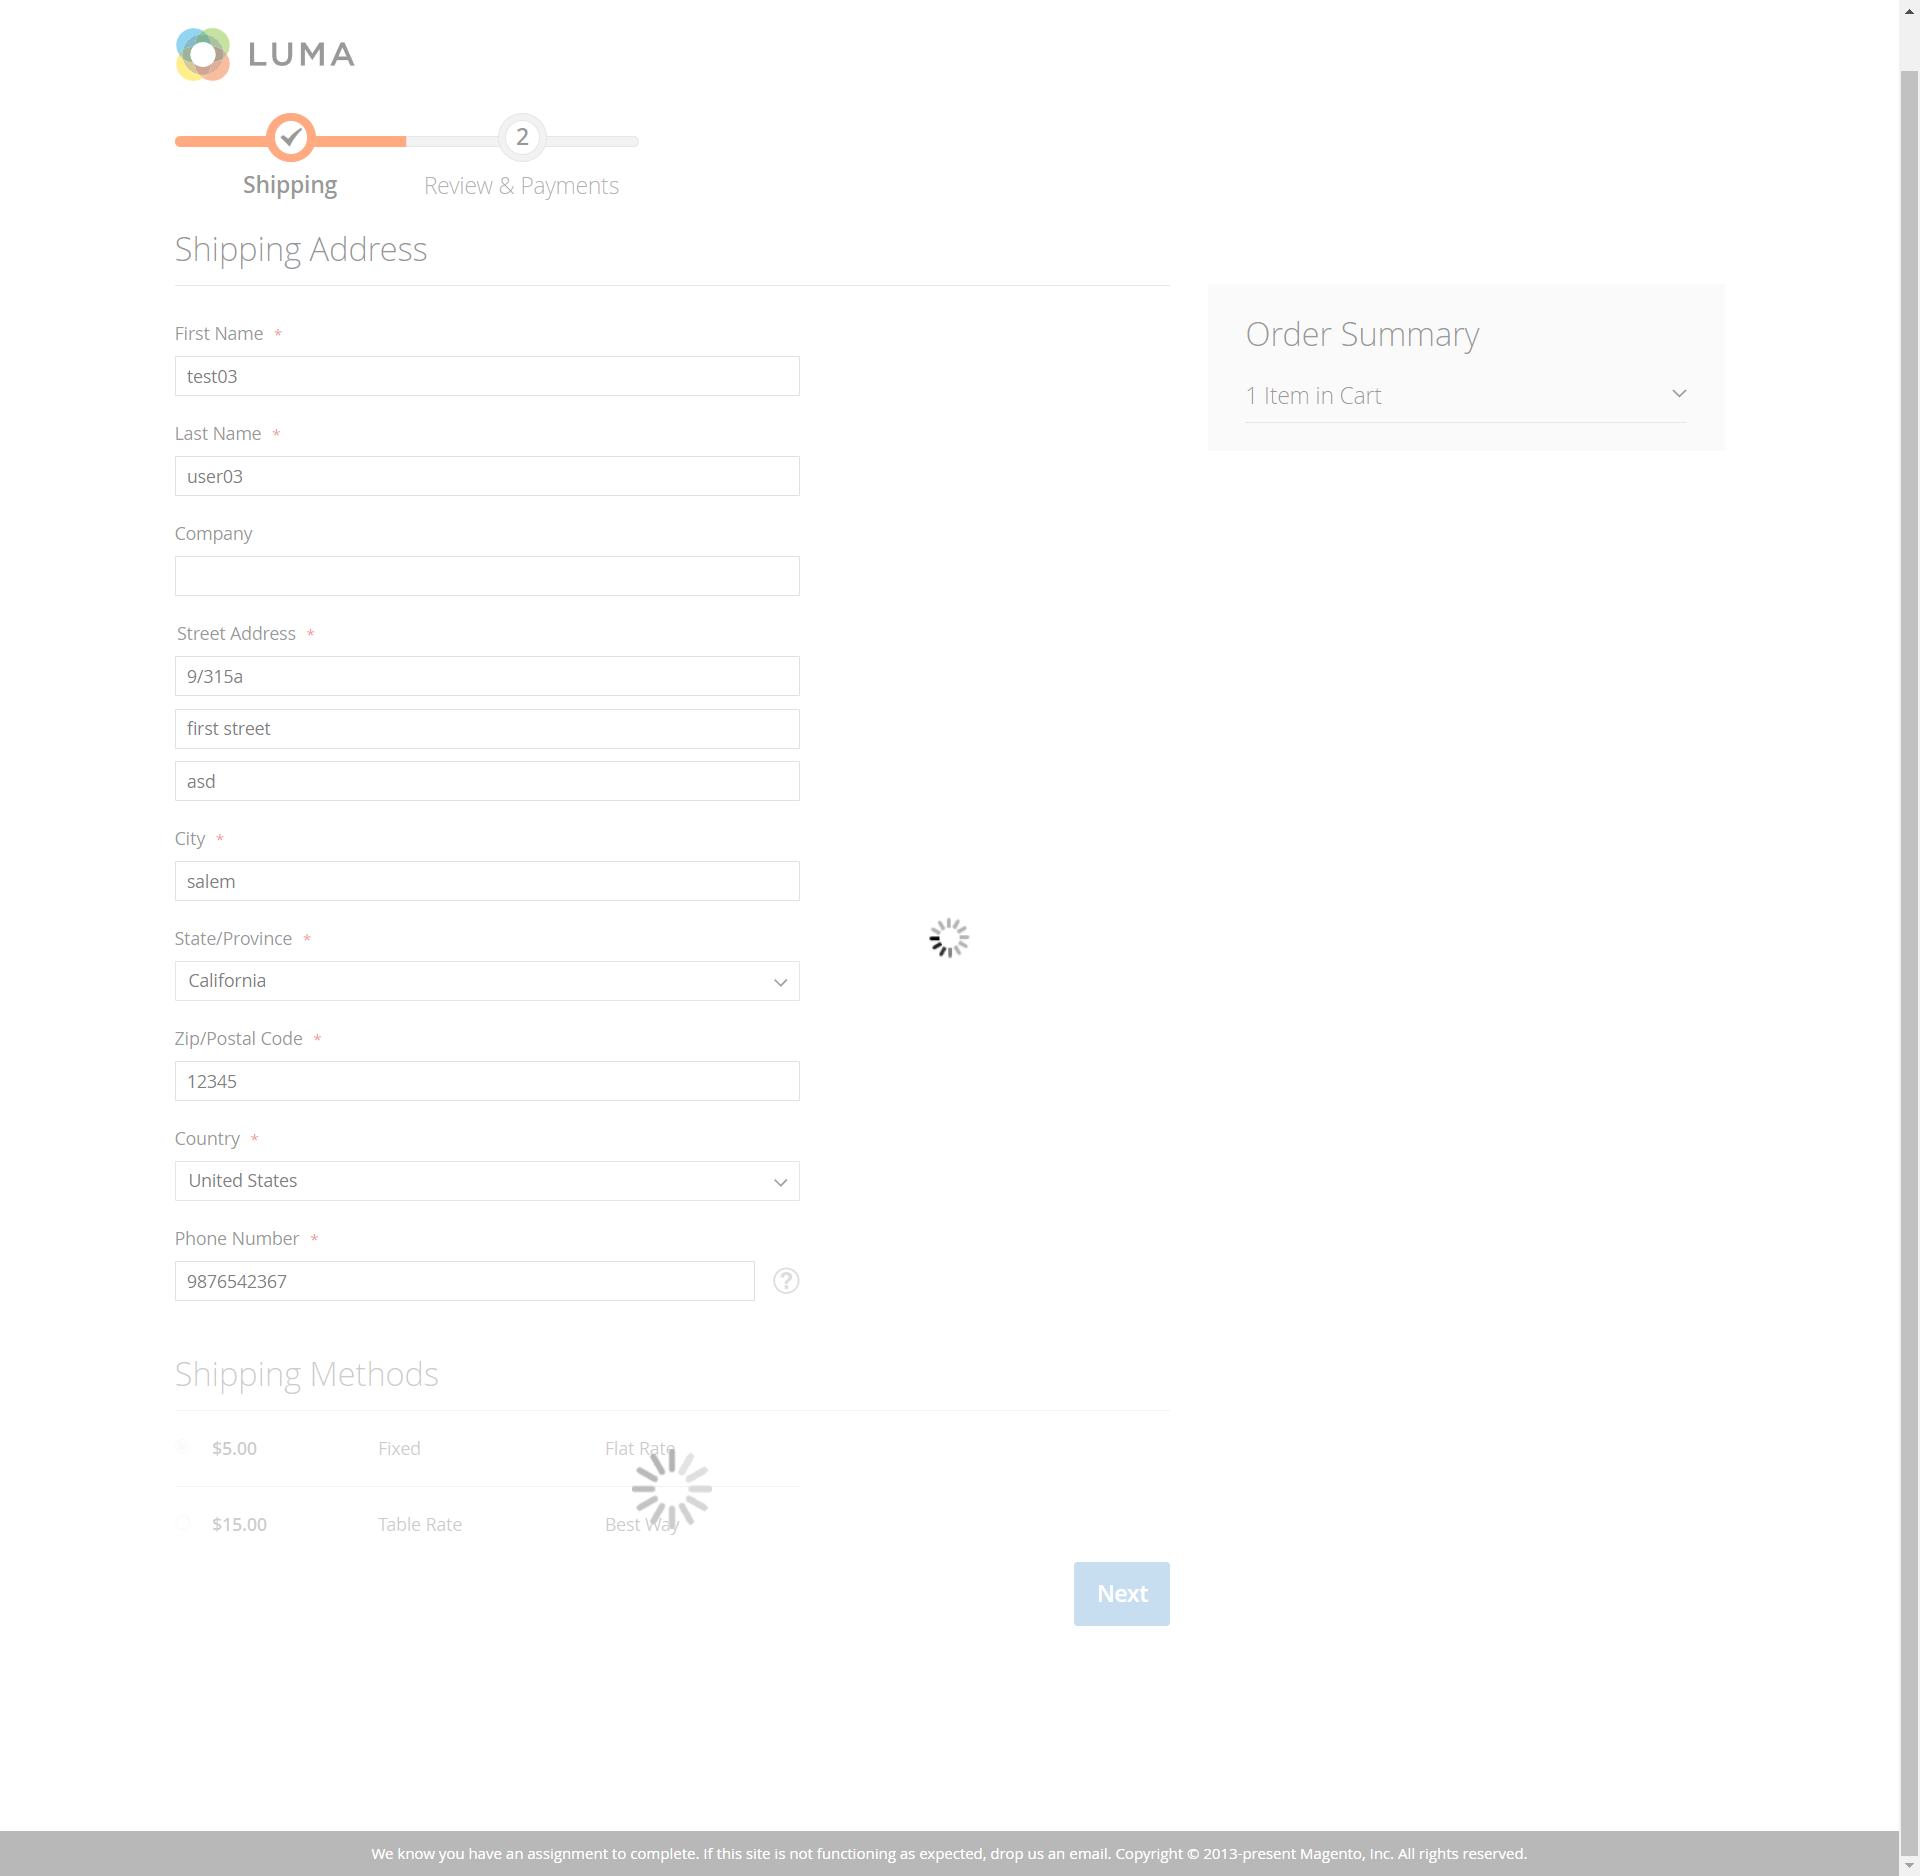 LUMA
2
Shipping
Review & Payments
Shipping Address
First Name *
test03
Last Name *
user03
Company
Street Address *
9/315a
first street
asd
City *
salem
State/Province *
California
Zip/Postal Code *
12345
Country *
United States
Phone Number *
9876542367
?
Order Summary
1 Item in Cart
Shipping Methods
$5.00 Fixed Flat Rate
$15.00 Table Rate Best Way
Next
We know you have an assignment to complete. If this site is not functioning as expected, drop us an email. Copyright © 2013-present Magento, Inc. All rights reserved.